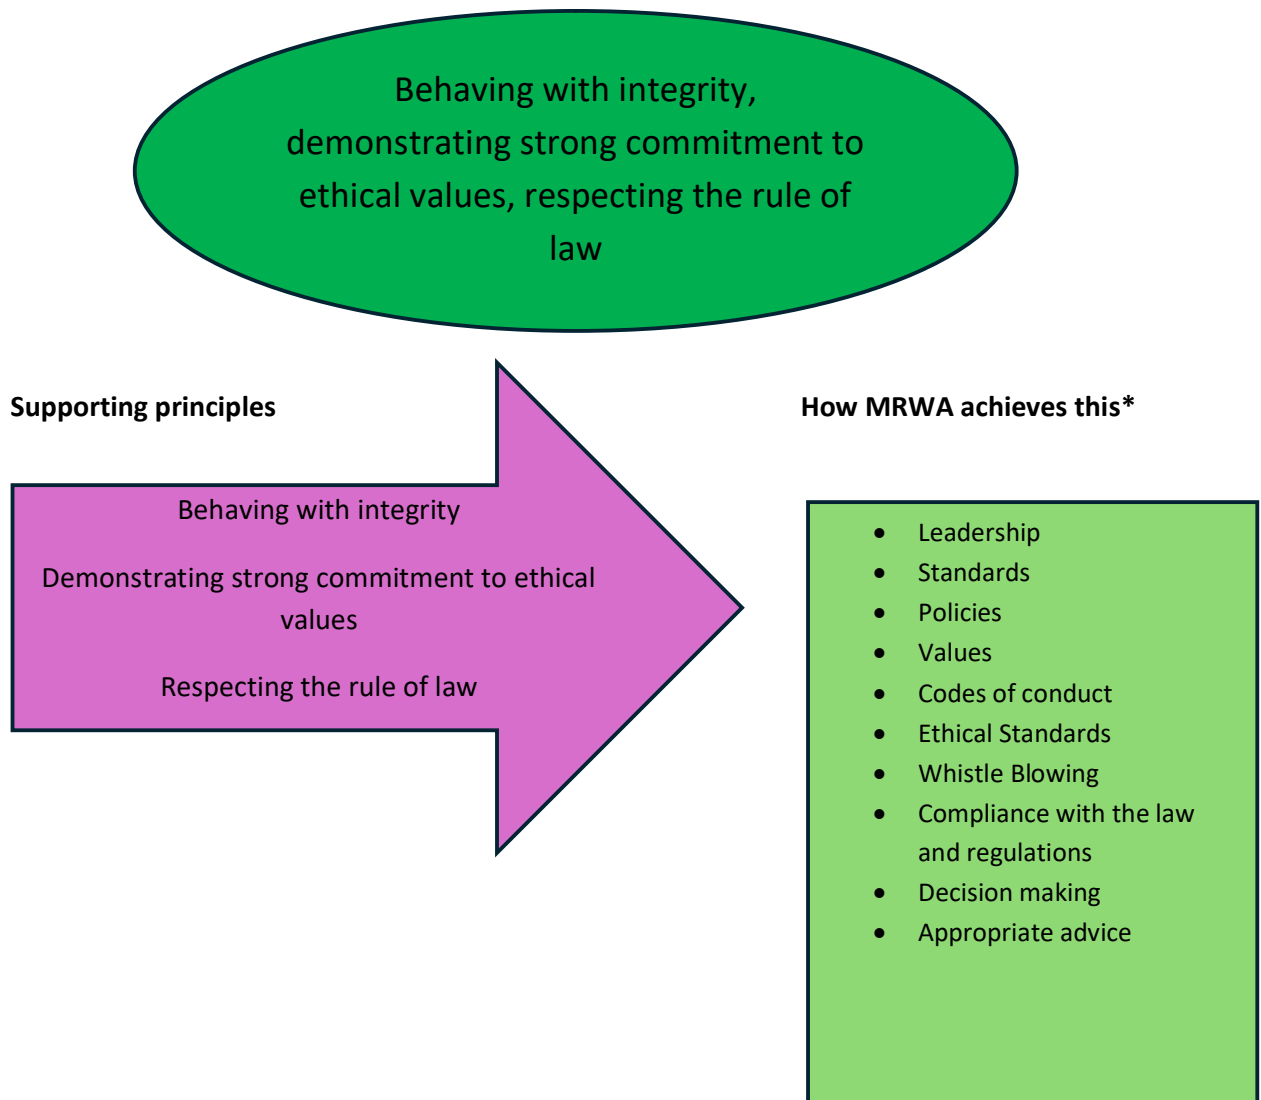 Behaving with integrity,
demonstrating strong commitment to
ethical values, respecting the rule of
law
Supporting principles
Behaving with integrity
Demonstrating strong commitment to ethical
values
Respecting the rule of law
How MRWA achieves this*
• Leadership
• Standards
• Policies
• Values
• Codes of conduct
• Ethical Standards
• Whistle Blowing
• Compliance with the law
and regulations
• Decision making
• Appropriate advice